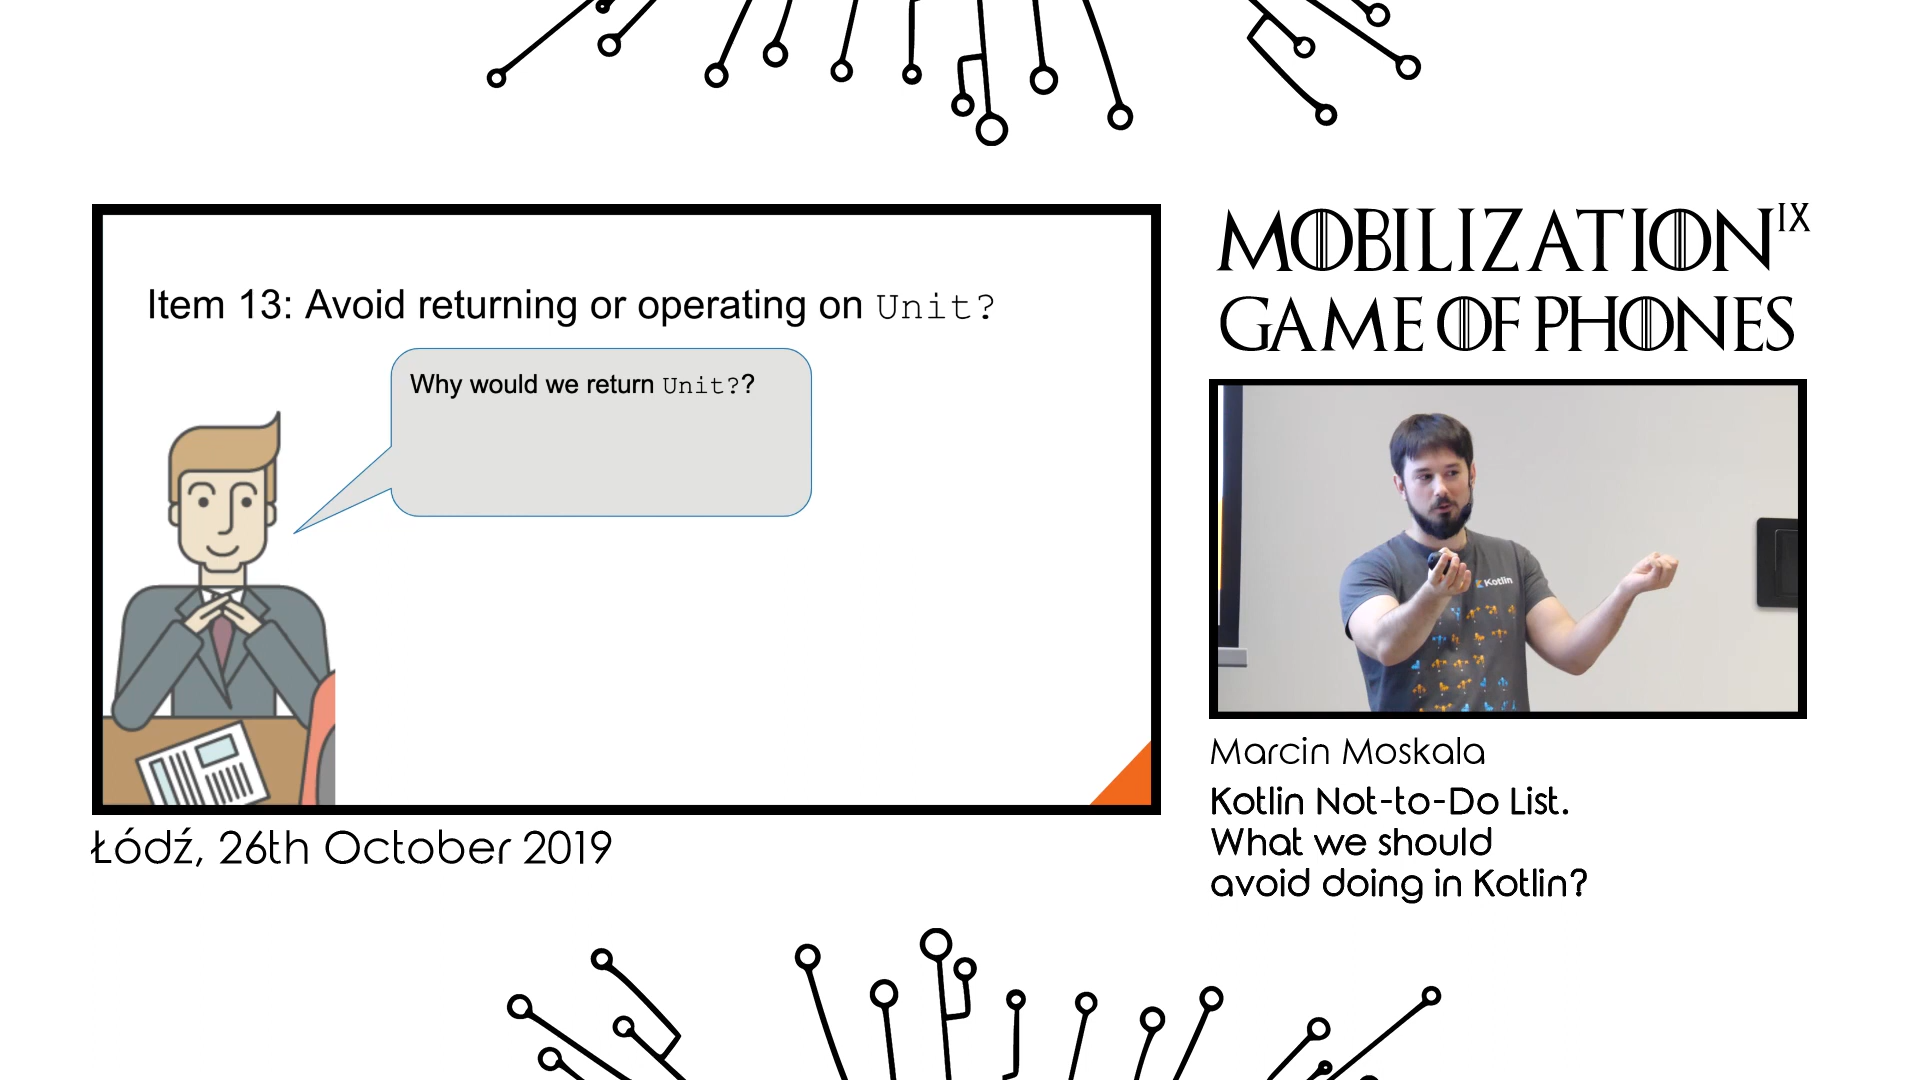 MOBILIZATION IX
GAME OF PHONES
Item 13: Avoid returning or operating on Unit?
Why would we return Unit??
Kotlin
Marcin Moskala
Kotlin Not-to-Do List.
What we should
avoid doing in Kotlin?
Łódź, 26th October 2019